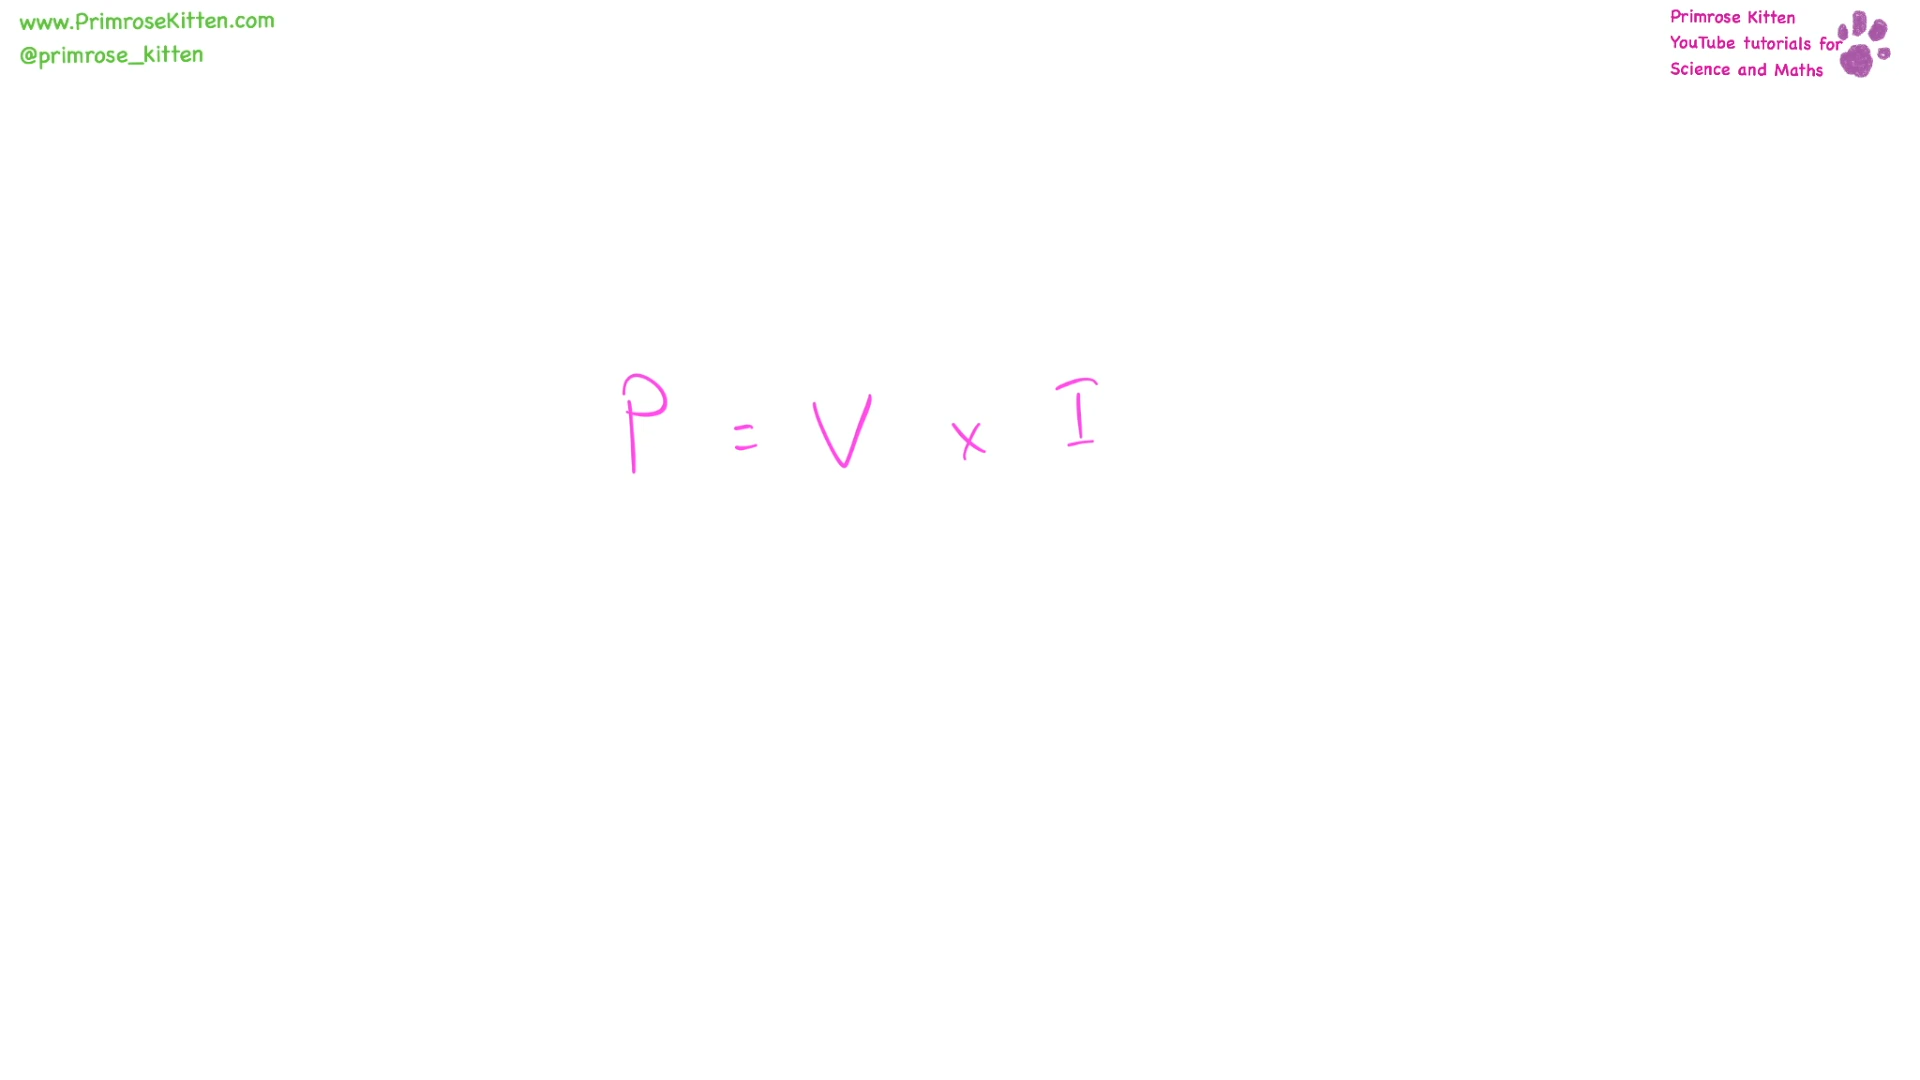 www.PrimroseKitten.com
@primrose_kitten
Primrose Kitten
YouTube tutorials for
Science and Maths
P = V x I